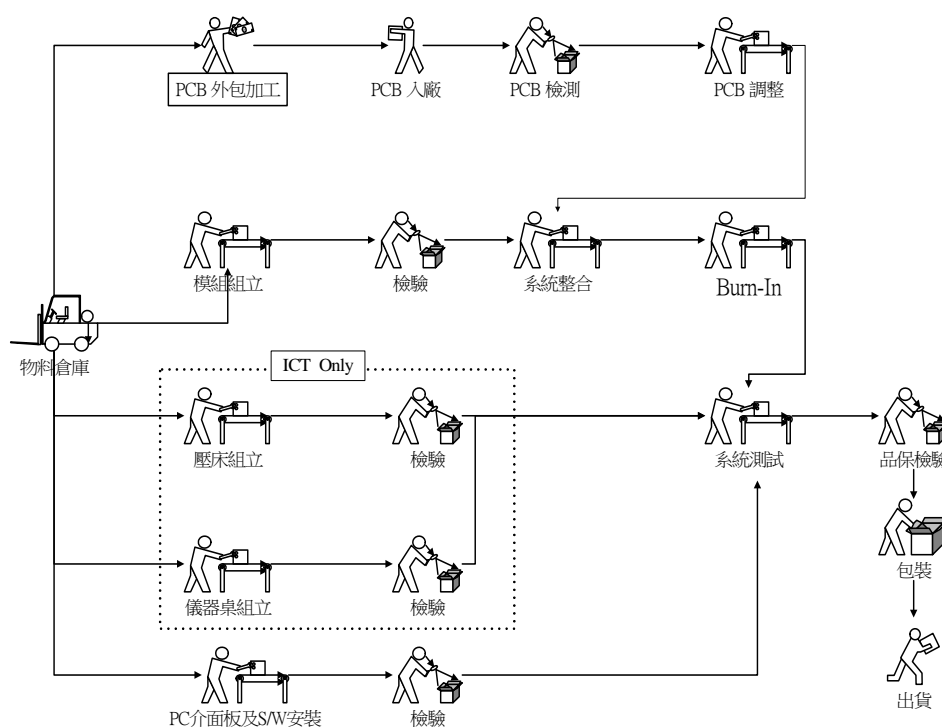 PCB 外包加工
PCB 入廠
PCB 檢測
PCB 調整
模組組立
檢驗
系統整合
Burn-In
物料倉庫
ICT Only
壓床組立
檢驗
系統測試
品保檢驗
儀器桌組立
檢驗
包裝
PC介面板及S/W安裝
檢驗
出貨